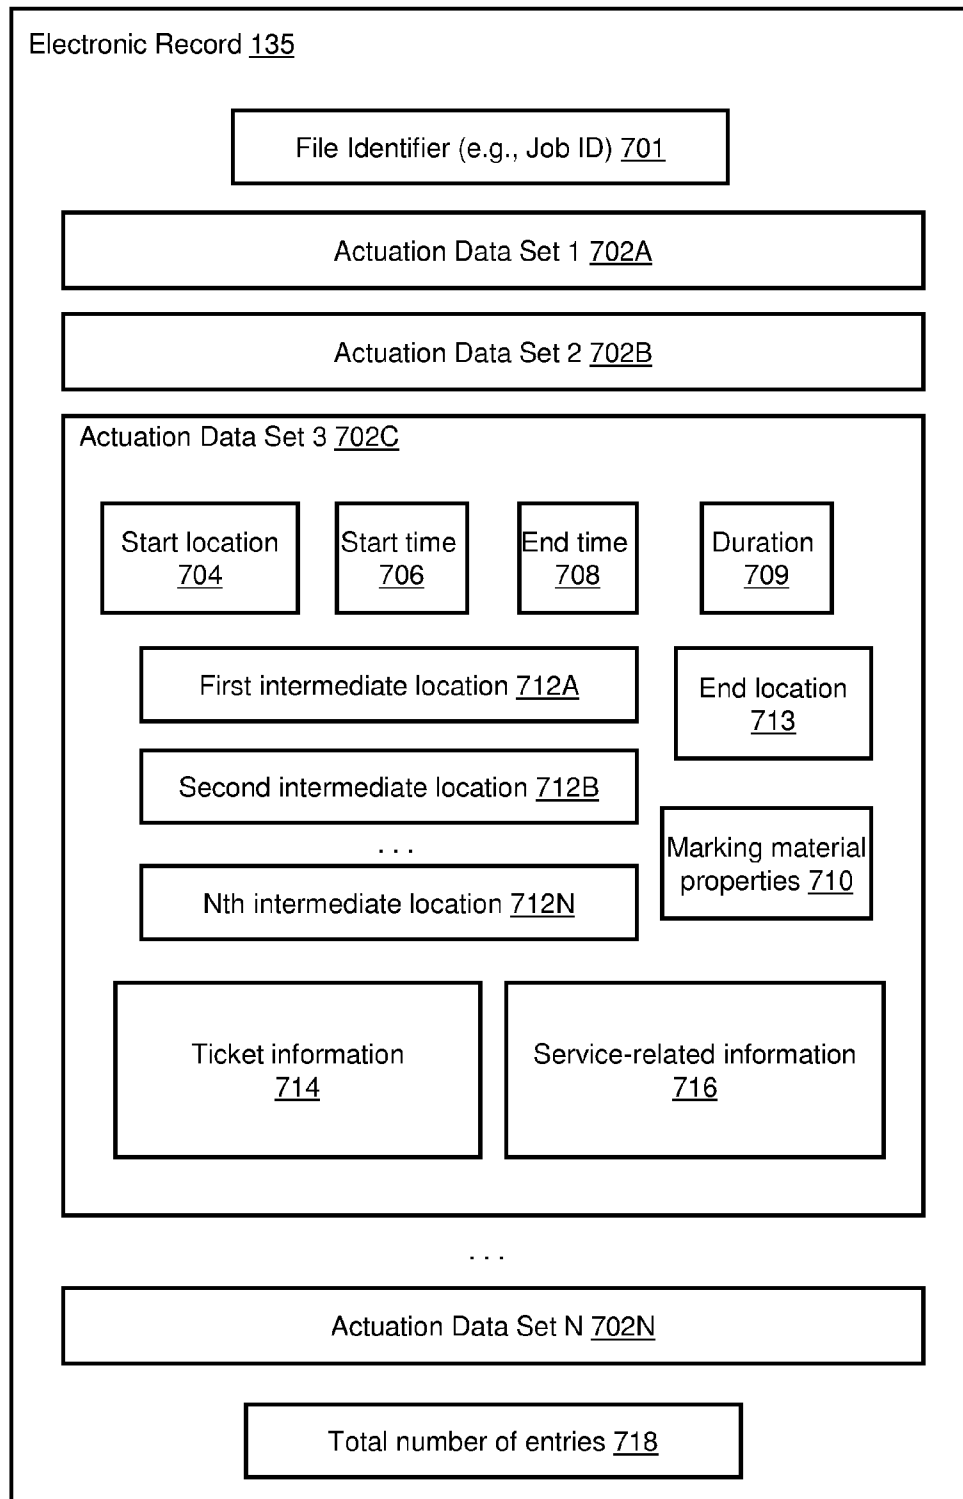 Electronic Record 135
File Identifier (e.g., Job ID) 701
Actuation Data Set 1 702A
Actuation Data Set 2 702B
Actuation Data Set 3 702C
Start location
704
Start time
706
End time
708
Duration
709
First intermediate location 712A
End location
713
Second intermediate location 712B
. . .
Marking material
properties 710
Nth intermediate location 712N
Ticket information
714
Service-related information
716
. . .
Actuation Data Set N 702N
Total number of entries 718